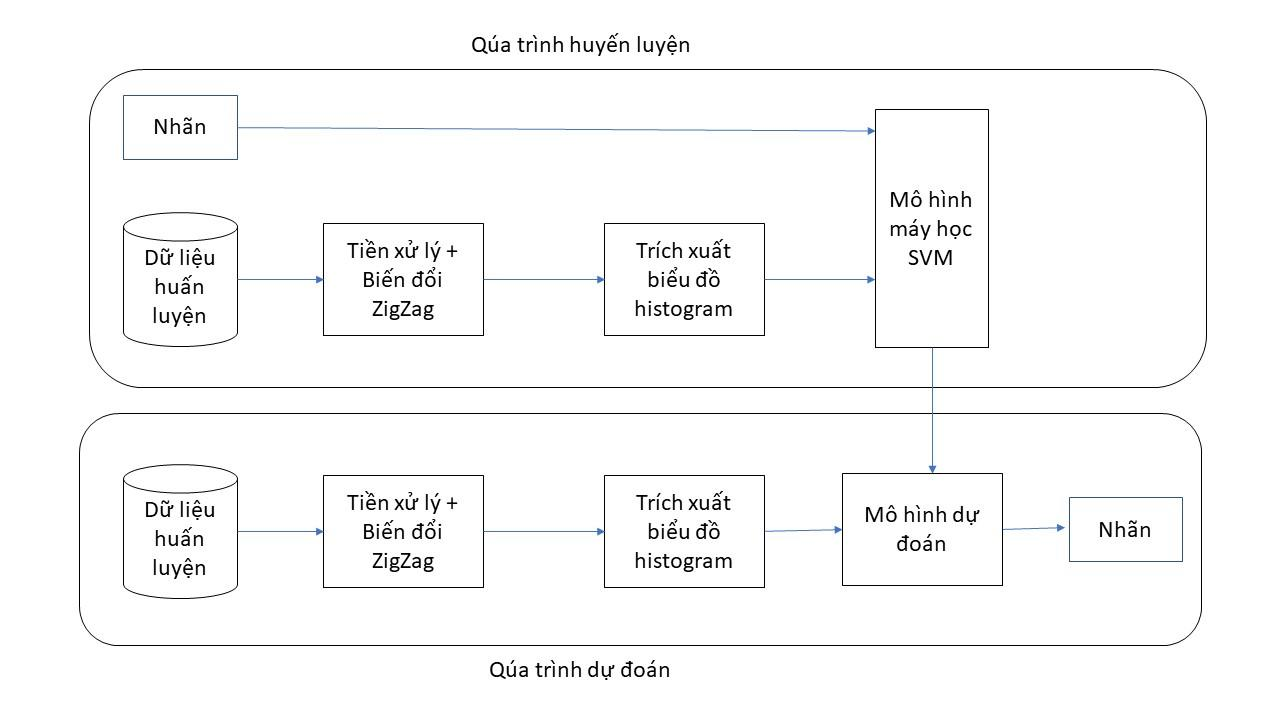 Qúa trình huyến luyện
Nhãn
Mô hình
máy học
SVM
Dữ liệu
huấn
luyện
Tiền xử lý +
Biến đổi
ZigZag
Trích xuất
biểu đồ
histogram
Dữ liệu
huấn
luyện
Tiền xử lý +
Biến đổi
ZigZag
Trích xuất
biểu đồ
histogram
Mô hình dự
đoán
Nhãn
Qúa trình dự đoán